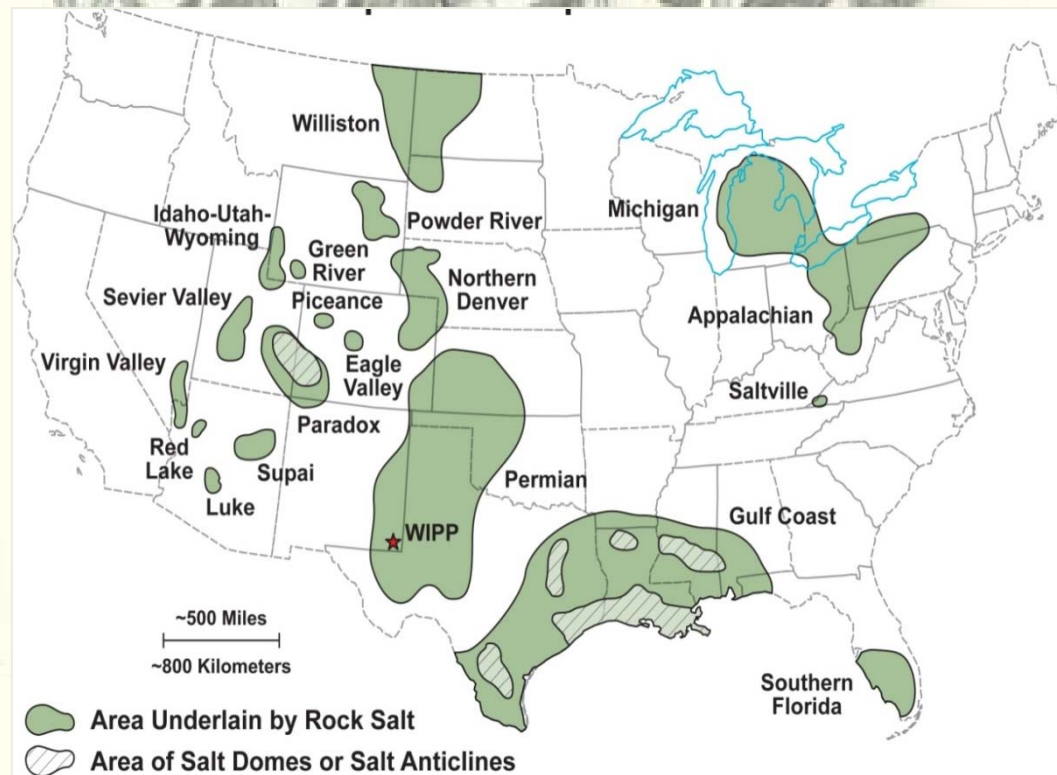 Williston
Michigan
Powder River
Idaho-Utah-
Wyoming
Green
River
Northern
Denver
Sevier Valley
Piceance
Appalachian
Virgin Valley
Eagle
Valley
Saltville
Paradox
Red
Lake
Supai
Permian
Luke
Gulf Coast
WIPP
~500 Miles
~800 Kilometers
Southern
Florida
Area Underlain by Rock Salt
Area of Salt Domes or Salt Anticlines